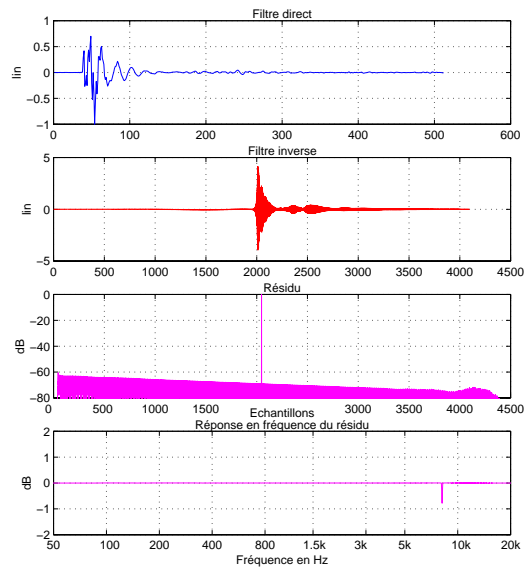 Filtre direct
1
0.5
0
−0.5
−1
lin
0 100 200 300 400 500 600
Filtre inverse
5
0
−5
lin
0 500 1000 1500 2000 2500 3000 3500 4000 4500
Résidu
0
−20
−40
−60
−80
dB
0 500 1000 1500 3000 3500 4000 4500
Echantillons
Réponse en fréquence du résidu
2
1
0
−1
−2
dB
50 100 200 400 800 1.5k 3k 5k 10k 20k
Fréquence en Hz